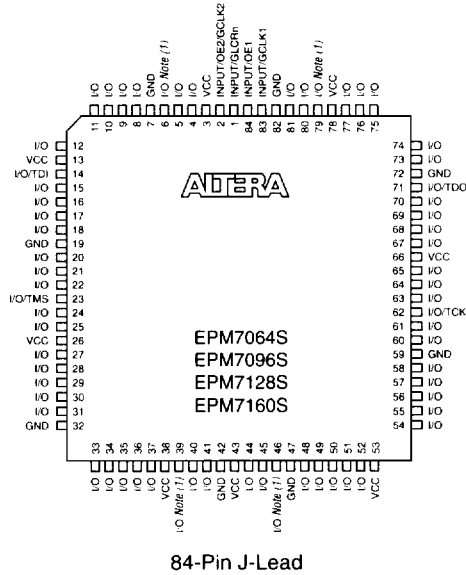 I/O I/O I/O I/O GND I/O Note (1) I/O I/O VCC INPUT/OE2/GCLK2 INPUT/GLCRn INPUT/OE1 INPUT/GCLK1 GND I/O I/O I/O Note (1) VCC I/O I/O I/O
11 10 9 8 7 6 5 4 3 2 1 84 83 82 81 80 79 78 77 76 75
I/O 12 74 I/O
VCC 13 73 I/O
I/O/TDI 14 72 GND
I/O 15 71 I/O/TDO
I/O 16 70 I/O
I/O 17 69 I/O
I/O 18 68 I/O
GND 19 67 I/O
I/O 20 66 VCC
I/O 21 65 I/O
I/O 22 64 I/O
I/O/TMS 23 63 I/O
I/O 24 62 I/O/TCK
I/O 25 61 I/O
VCC 26 60 I/O
I/O 27 59 GND
I/O 28 58 I/O
I/O 29 57 I/O
I/O 30 56 I/O
I/O 31 55 I/O
GND 32 54 I/O
ALTERA
EPM7064S
EPM7096S
EPM7128S
EPM7160S
33 34 35 36 37 38 39 40 41 42 43 44 45 46 47 48 49 50 51 52 53
I/O I/O I/O I/O I/O VCC I/O Note (1) I/O I/O GND VCC I/O I/O I/O Note (1) GND I/O I/O I/O I/O I/O VCC
84-Pin J-Lead